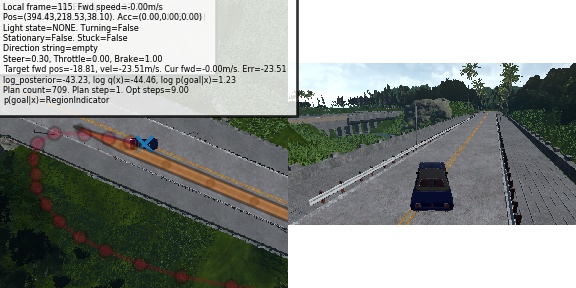 Local frame=115: Fwd speed=-0.00m/s
Pos=(394.43,218.53,38.10). Acc=(0.00,0.00,0.00)
Light state=NONE. Turning=False
Stationary=False. Stuck=False
Direction string=empty
Steer=0.30, Throttle=0.00, Brake=1.00
Target fwd pos=-18.81, vel=-23.51m/s. Cur fwd=-0.00m/s. Err=-23.51
log_posterior=-43.23, log q(x)=-44.46, log p(goal|x)=1.23
Plan count=709. Plan step=1. Opt steps=9.00
p(goal|x)=RegionIndicator